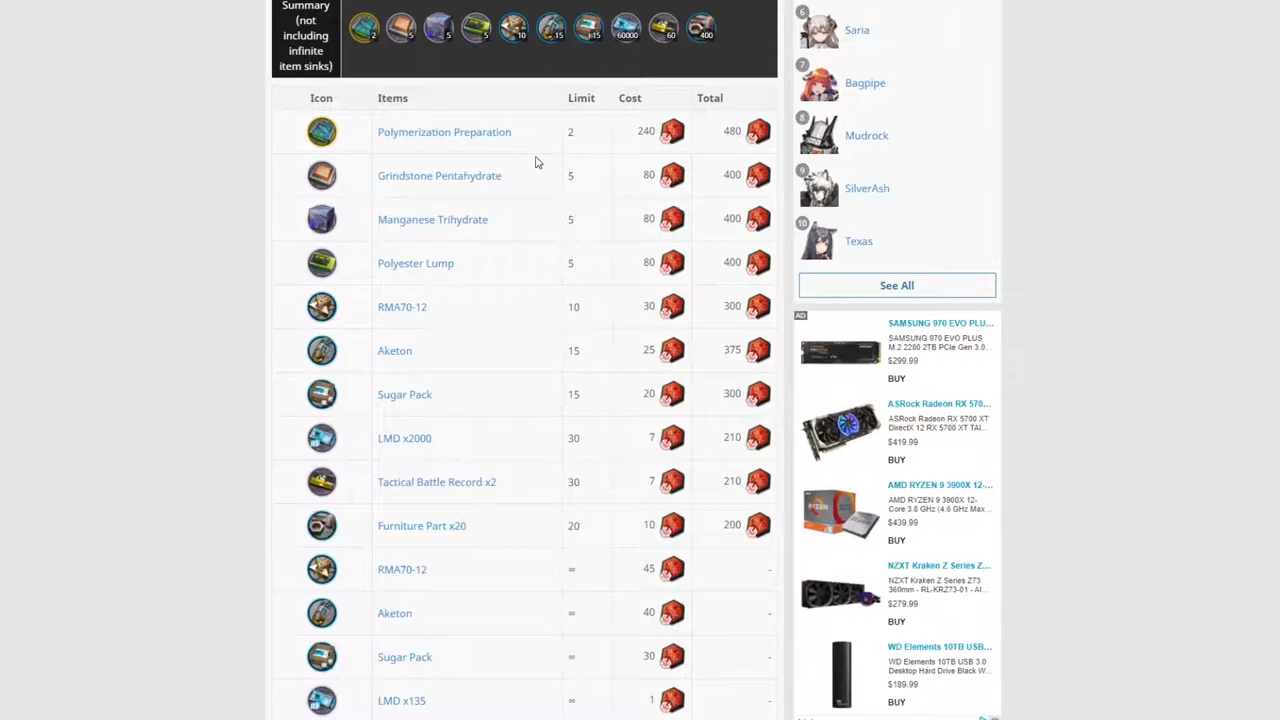 Summary
(not
including
infinite
item sinks)
2 5 5 5 10 15 15 60000 60 400
Icon Items Limit Cost Total
Polymerization Preparation 2 240 480
Grindstone Pentahydrate 5 80 400
Manganese Trihydrate 5 80 400
Polyester Lump 5 80 400
RMA70-12 10 30 300
Aketon 15 25 375
Sugar Pack 15 20 300
LMD x2000 30 7 210
Tactical Battle Record x2 30 7 210
Furniture Part x20 20 10 200
RMA70-12 ∞ 45 -
Aketon ∞ 40 -
Sugar Pack ∞ 30 -
LMD x135 ∞ 1 -
6 Saria
7 Bagpipe
8 Mudrock
9 SilverAsh
10 Texas
See All
AD
SAMSUNG 970 EVO PLU...
SAMSUNG 970 EVO PLUS
M.2 2280 2TB PCIe Gen 3.0...
$299.99
BUY
ASRock Radeon RX 570...
ASRock Radeon RX 5700 XT
DirectX 12 RX 5700 XT TAI...
$419.99
BUY
AMD RYZEN 9 3900X 12-...
AMD RYZEN 9 3900X 12-
Core 3.8 GHz (4.6 GHz Max...
$439.99
BUY
NZXT Kraken Z Series Z...
NZXT Kraken Z Series Z73
360mm - RL-KRZ73-01 - AI...
$279.99
BUY
WD Elements 10TB USB...
WD Elements 10TB USB 3.0
Desktop Hard Drive Black W...
$189.99
BUY